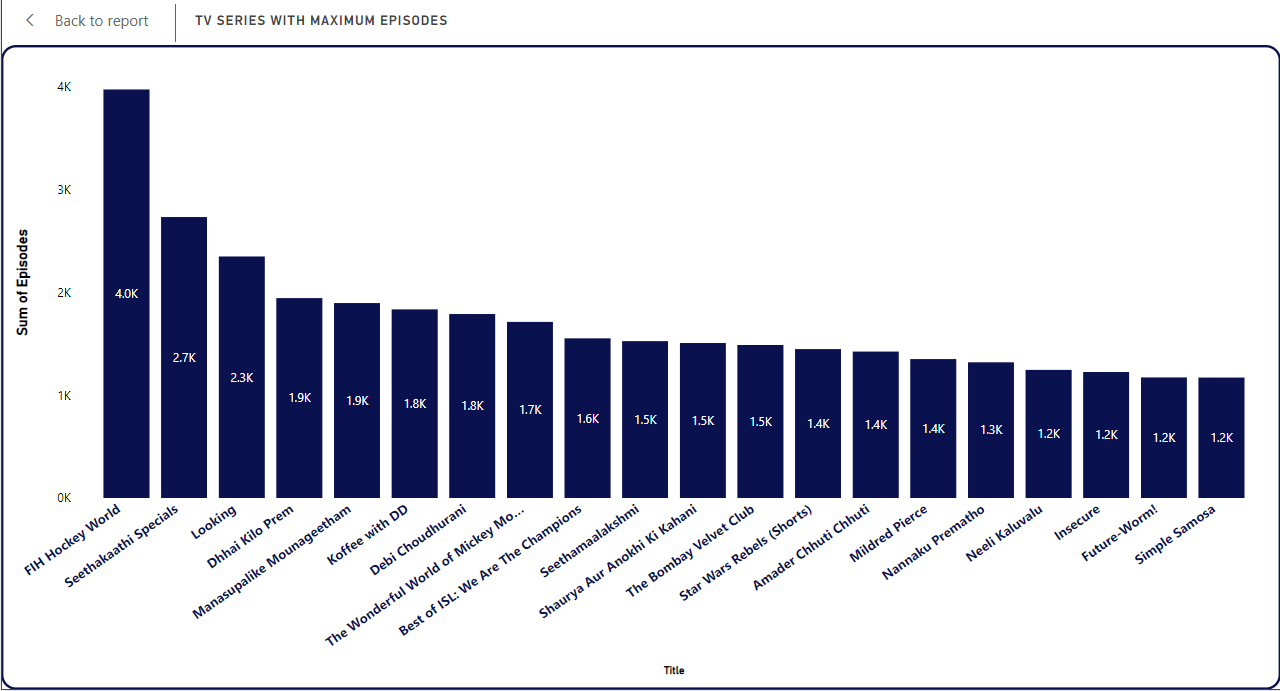 Back to report
TV SERIES WITH MAXIMUM EPISODES
Sum of Episodes
4K
3K
2K
1K
0K
4.0K
2.7K
2.3K
1.9K
1.9K
1.8K
1.8K
1.7K
1.6K
1.5K
1.5K
1.5K
1.4K
1.4K
1.4K
1.3K
1.2K
1.2K
1.2K
1.2K
FIH Hockey World
Seethakaathi Specials
Looking
Dhhai Kilo Prem
Manasupalike Mounageetham
Koffee with DD
Debi Choudhurani
The Wonderful World of Mickey Mo...
Best of ISL: We Are The Champions
Seethamaalakshmi
Shaurya Aur Anokhi Ki Kahani
The Bombay Velvet Club
Star Wars Rebels (Shorts)
Amader Chhuti Chhuti
Mildred Pierce
Nannaku Prematho
Neeli Kaluvalu
Insecure
Future-Worm!
Simple Samosa
Title